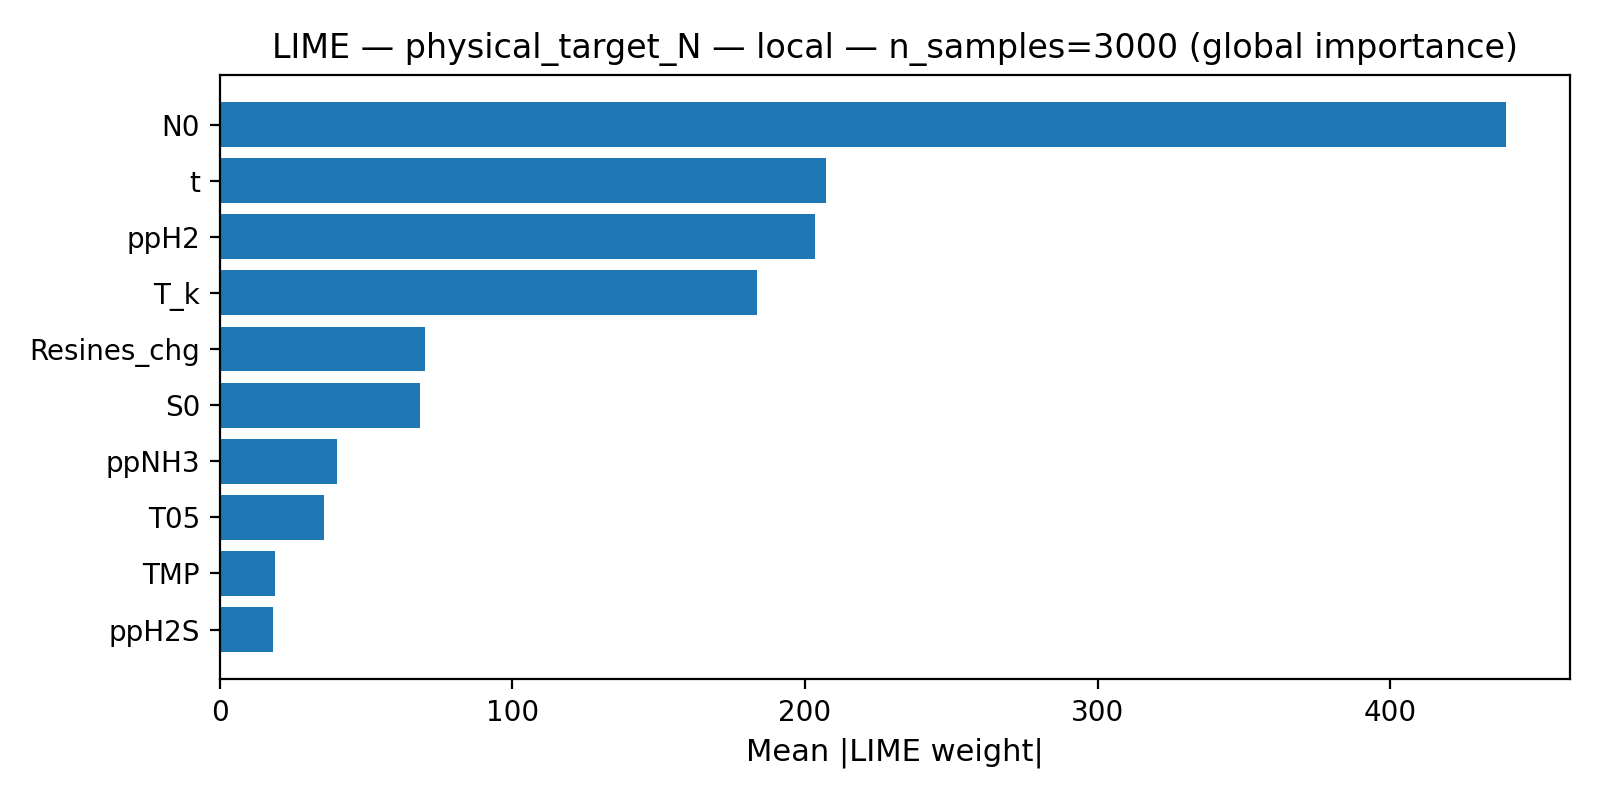 LIME — physical_target_N — local — n_samples=3000 (global importance)
N0
t
ppH2
T_k
Resines_chg
S0
ppNH3
T05
TMP
ppH2S
0 100 200 300 400
Mean |LIME weight|